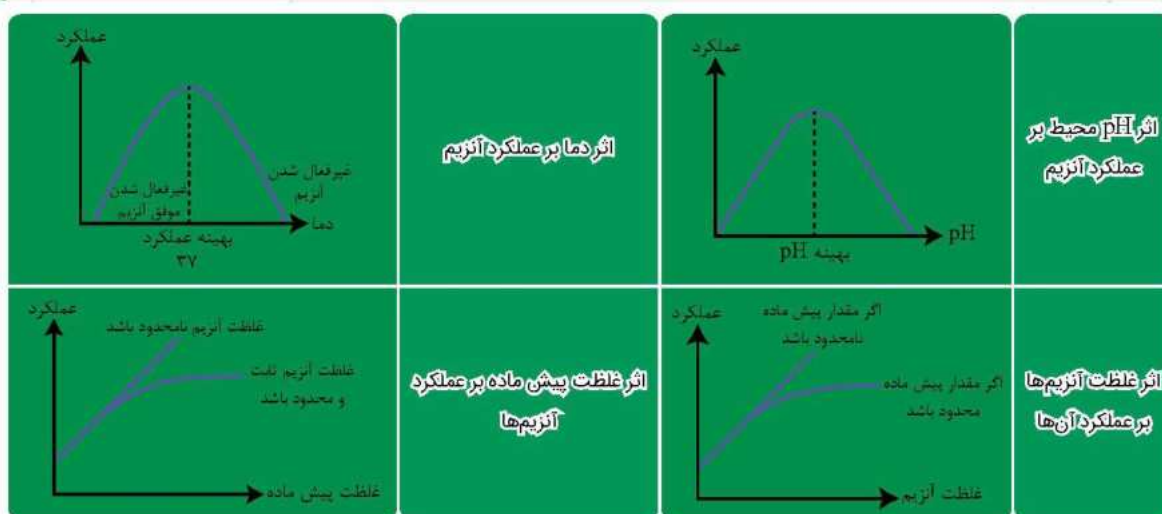 اثر pH محیط بر
عملکرد آنزیم
عملکرد
pH
بهینه pH
اثر دما بر عملکرد آنزیم
عملکرد
غیرفعال شدن
آنزیم
غیرفعال شدن
موفق آنزیم
دما
بهینه عملکرد
۳۷
اثر غلظت آنزیم‌ها
بر عملکرد آن‌ها
عملکرد
اگر مقدار پیش ماده
نامحدود باشد
اگر مقدار پیش ماده
محدود باشد
غلظت آنزیم
اثر غلظت پیش ماده بر عملکرد
آنزیم‌ها
عملکرد
غلظت آنزیم نامحدود باشد
غلظت آنزیم ثابت
و محدود باشد
غلظت پیش ماده